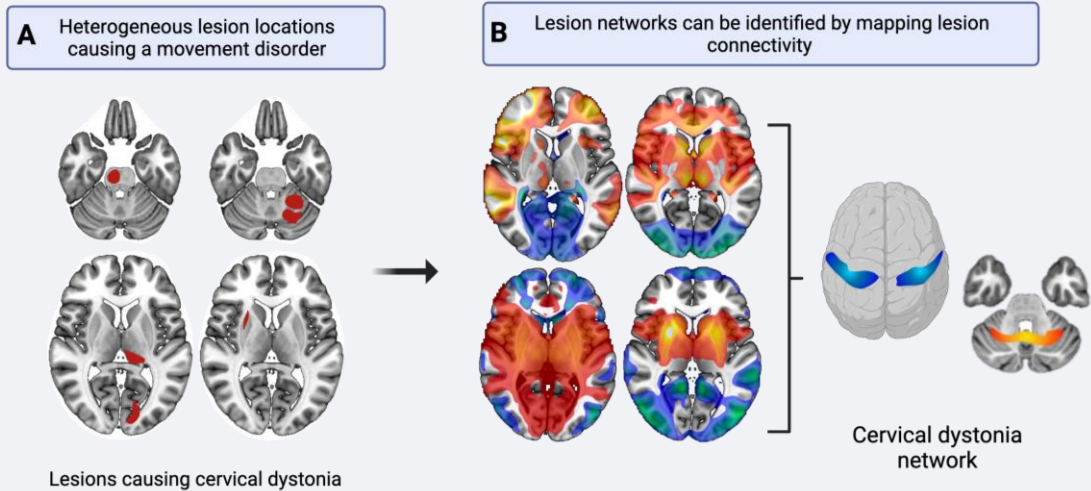 A
Heterogeneous lesion locations
causing a movement disorder
B
Lesion networks can be identified by mapping lesion
connectivity
Lesions causing cervical dystonia
Cervical dystonia
network